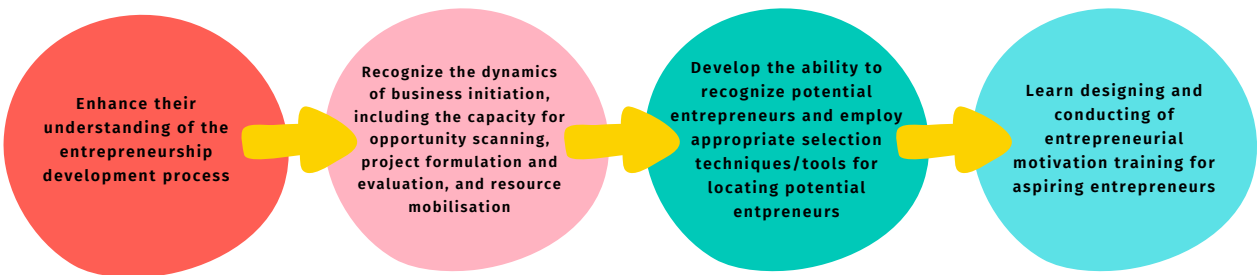 Enhance their
understanding of the
entrepreneurship
development process
Recognize the dynamics
of business initiation,
including the capacity for
opportunity scanning,
project formulation and
evaluation, and resource
mobilisation
Develop the ability to
recognize potential
entrepreneurs and employ
appropriate selection
techniques/tools for
locating potential
entpreneurs
Learn designing and
conducting of
entrepreneurial
motivation training for
aspiring entrepreneurs